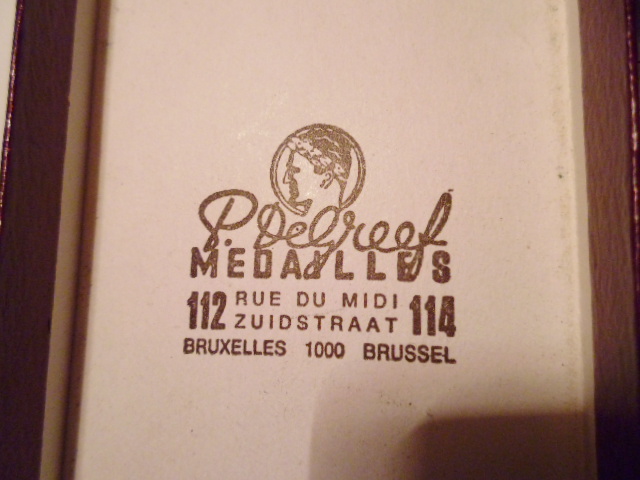 P. DeGreef
MEDAILLES
112 RUE DU MIDI 114
ZUIDSTRAAT
BRUXELLES 1000 BRUSSEL